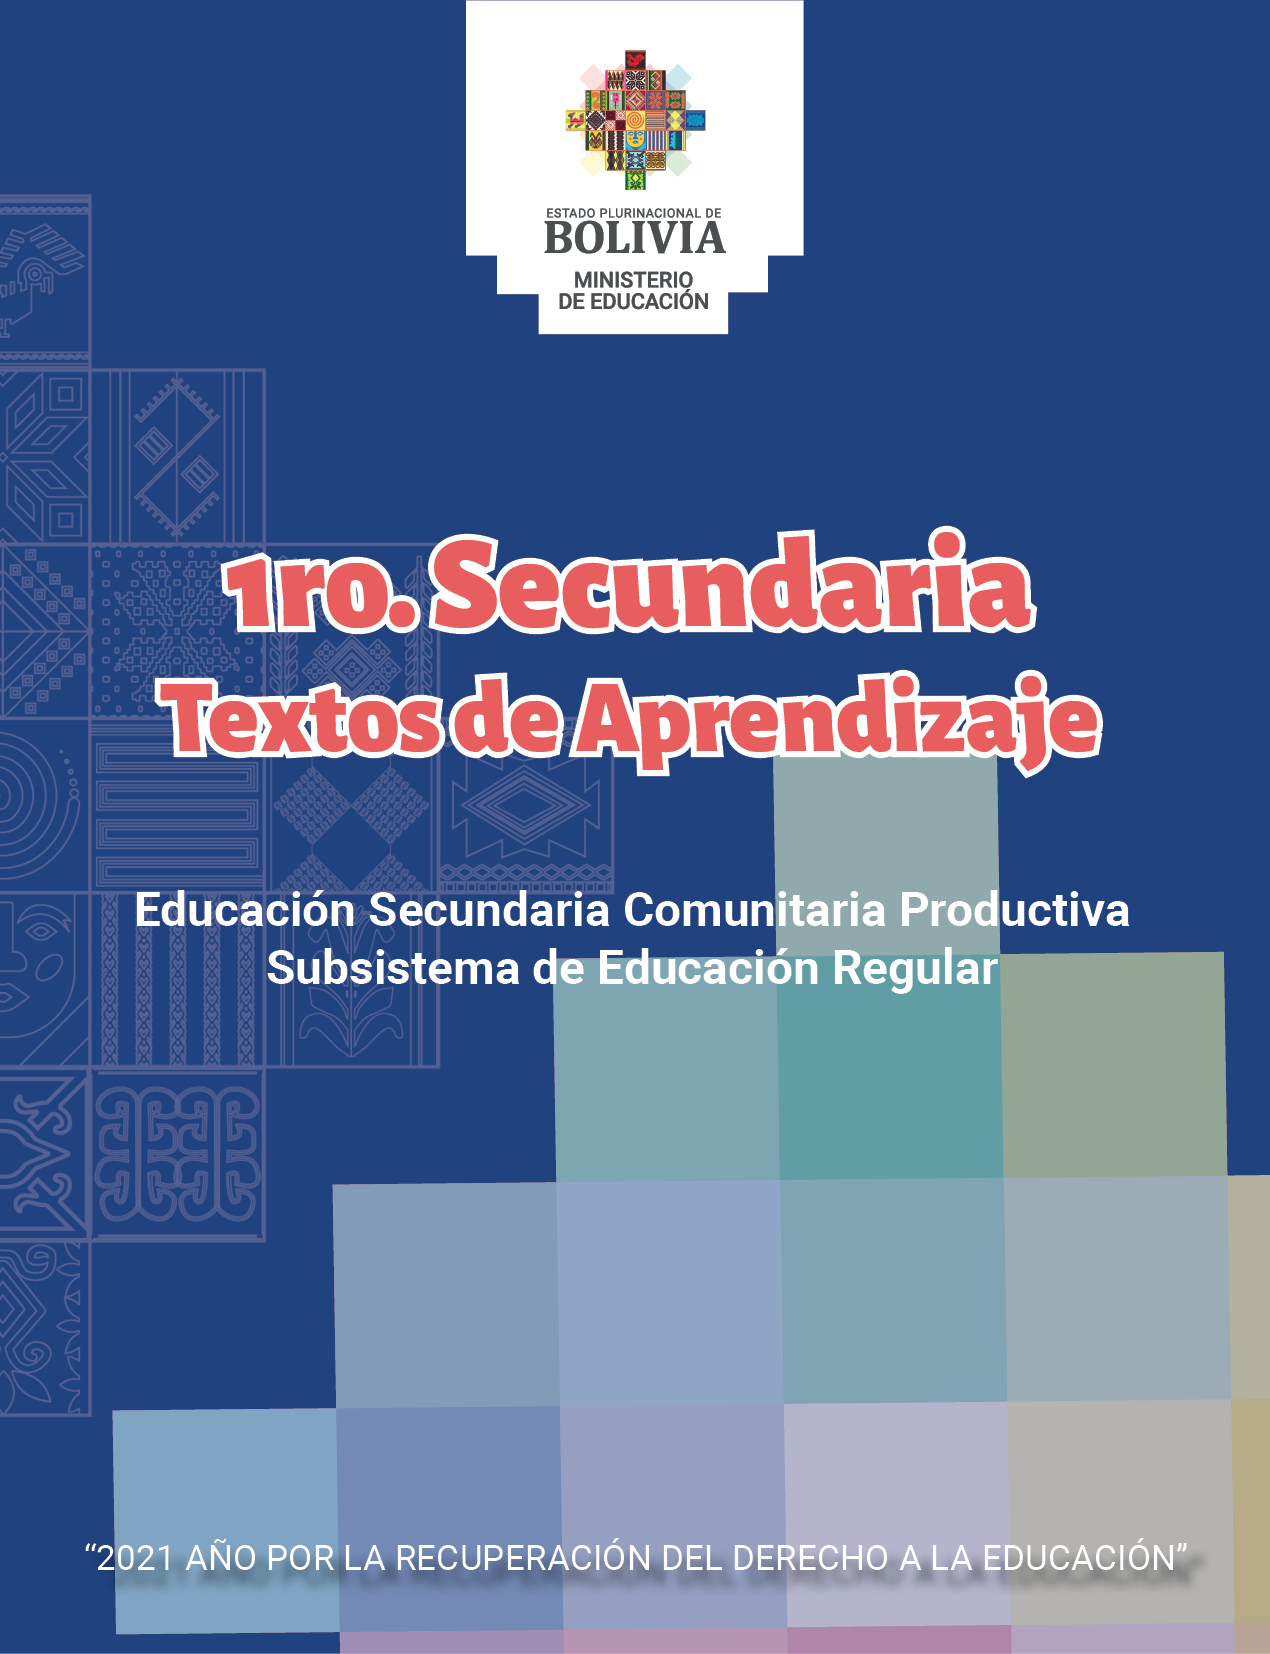 ESTADO PLURINACIONAL DE
BOLIVIA
MINISTERIO
DE EDUCACIÓN
1ro. Secundaria
Textos de Aprendizaje
Educación Secundaria Comunitaria Productiva
Subsistema de Educación Regular
“2021 AÑO POR LA RECUPERACIÓN DEL DERECHO A LA EDUCACIÓN”